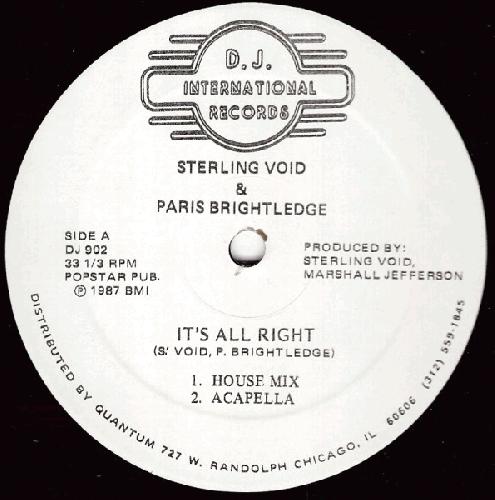 D.J.
INTERNATIONAL
RECORDS
STERLING VOID
&
PARIS BRIGHTLEDGE
SIDE A
DJ 902
33 1/3 RPM
POPSTAR PUB.
℗ 1987 BMI
PRODUCED BY:
STERLING VOID,
MARSHALL JEFFERSON
IT'S ALL RIGHT
(S. VOID, P. BRIGHTLEDGE)
1. HOUSE MIX
2. ACAPELLA
DISTRIBUTED BY QUANTUM 727 W. RANDOLPH CHICAGO, IL 60606 (312) 559-1845